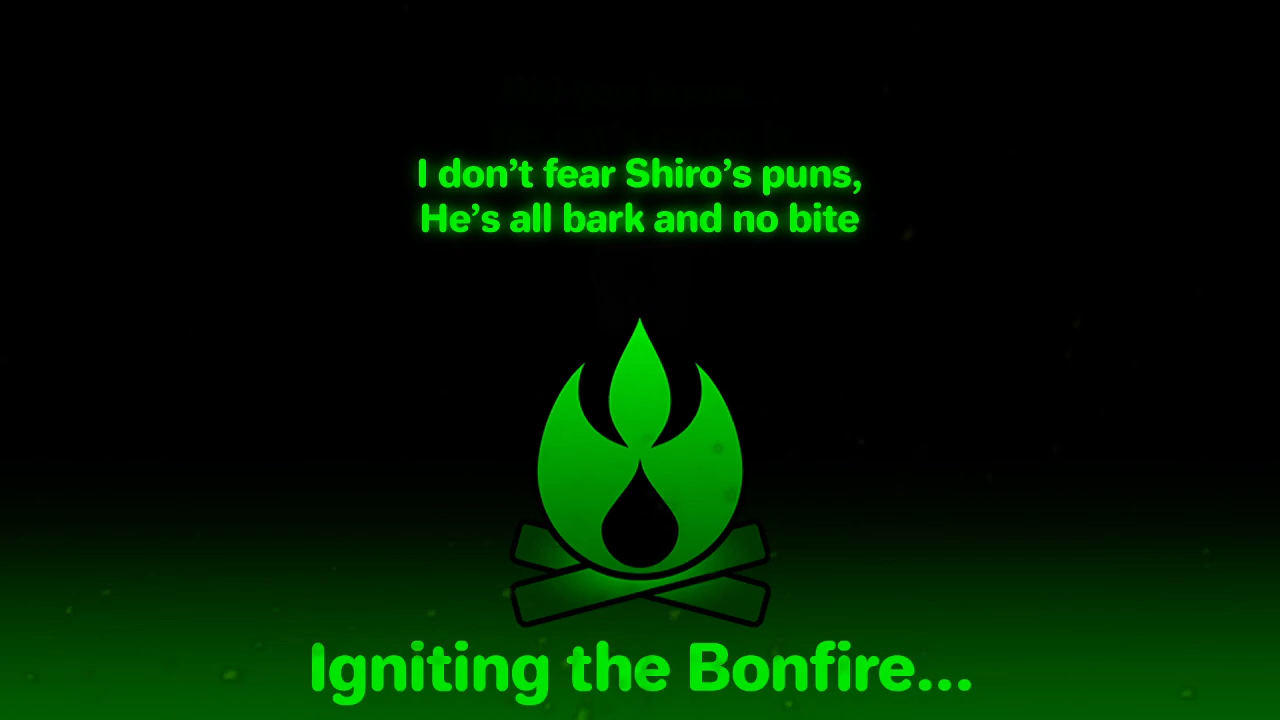 I don’t fear Shiro’s puns,
He’s all bark and no bite
Igniting the Bonfire...